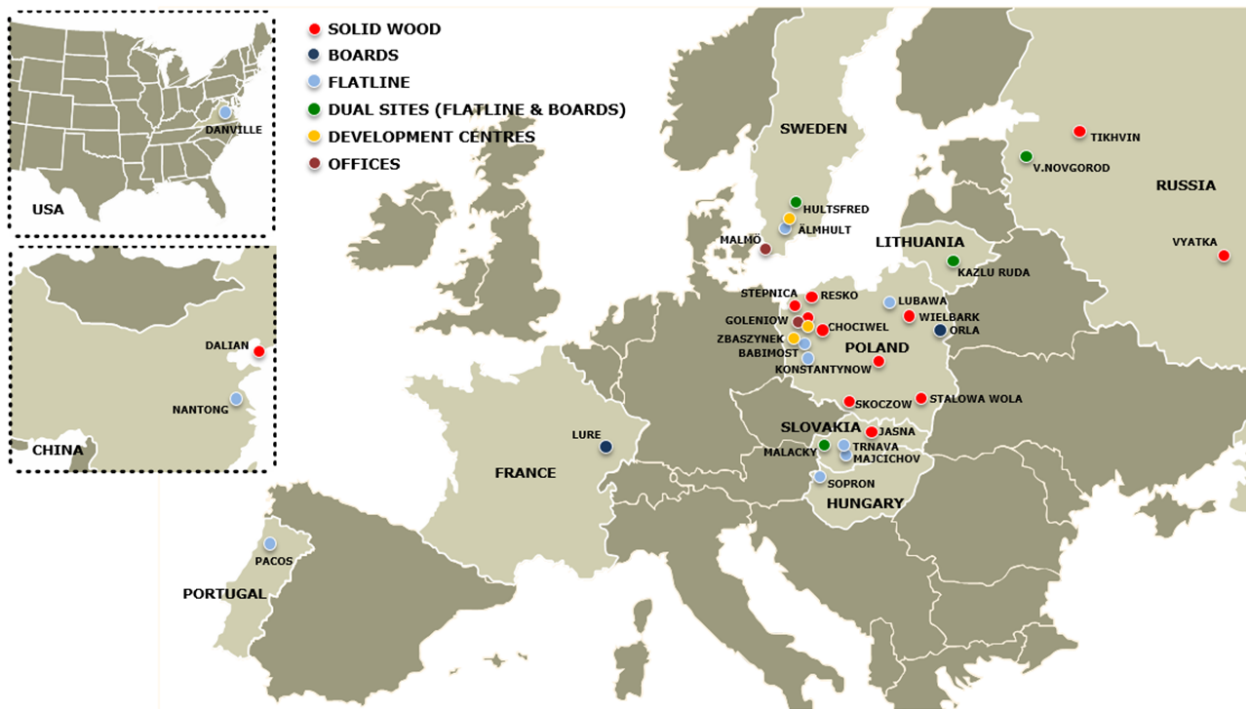 SOLID WOOD
BOARDS
FLATLINE
DUAL SITES (FLATLINE & BOARDS)
DEVELOPMENT CENTRES
OFFICES
DANVILLE
USA
DALIAN
NANTONG
CHINA
SWEDEN
TIKHVIN
V.NOVGOROD
RUSSIA
HULTSFRED
ÄLMHULT
MALMÖ
LITHUANIA
VYATKA
KAZLU RUDA
STEPNICA
RESKO
LUBAWA
GOLENIOW
WIELBARK
CHOCIWEL
ORLA
ZBASZYNEK
POLAND
BABIMOST
KONSTANTYNOW
STALOWA WOLA
SKOCZOW
SLOVAKIA
JASNA
LURE
MALACKY
TRNAVA
MAJCICHOV
FRANCE
SOPRON
HUNGARY
PACOS
PORTUGAL